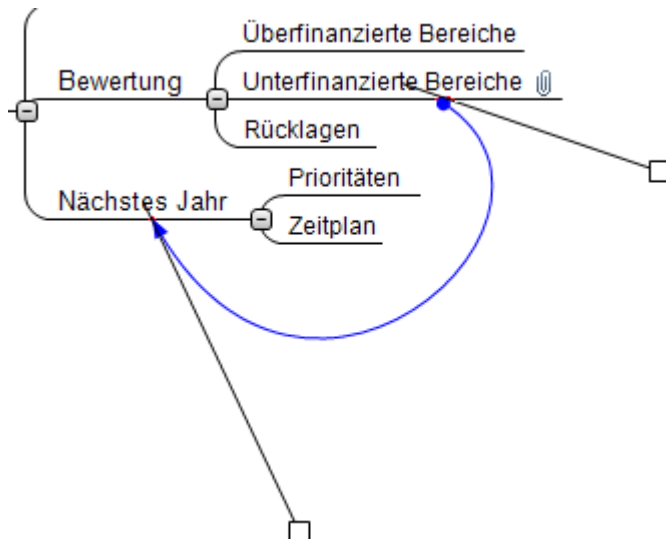 Überfinanzierte Bereiche
Bewertung
Unterfinanzierte Bereiche
Rücklagen
Prioritäten
Nächstes Jahr
Zeitplan